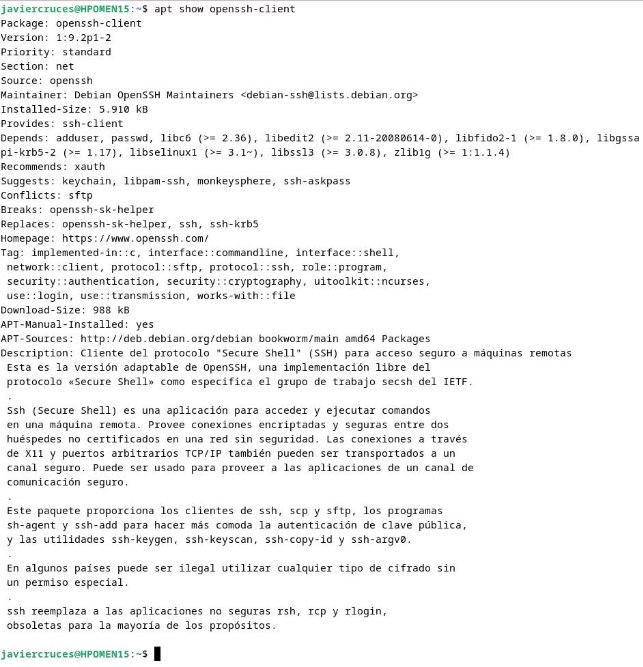 javiercruces@HPOMEN15:~$ apt show openssh-client
Package: openssh-client
Version: 1:9.2p1-2
Priority: standard
Section: net
Source: openssh
Maintainer: Debian OpenSSH Maintainers <debian-ssh@lists.debian.org>
Installed-Size: 5.910 kB
Provides: ssh-client
Depends: adduser, passwd, libc6 (>= 2.36), libedit2 (>= 2.11-20080614-0), libfido2-1 (>= 1.8.0), libgssa
pi-krb5-2 (>= 1.17), libselinux1 (>= 3.1~), libssl3 (>= 3.0.8), zlib1g (>= 1:1.1.4)
Recommends: xauth
Suggests: keychain, libpam-ssh, monkeysphere, ssh-askpass
Conflicts: sftp
Breaks: openssh-sk-helper
Replaces: openssh-sk-helper, ssh, ssh-krb5
Homepage: https://www.openssh.com/
Tag: implemented-in::c, interface::commandline, interface::shell,
 network::client, protocol::sftp, protocol::ssh, role::program,
 security::authentication, security::cryptography, uitoolkit::ncurses,
 use::login, use::transmission, works-with::file
Download-Size: 988 kB
APT-Manual-Installed: yes
APT-Sources: http://deb.debian.org/debian bookworm/main amd64 Packages
Description: Cliente del protocolo "Secure Shell" (SSH) para acceso seguro a máquinas remotas
 Esta es la versión adaptable de OpenSSH, una implementación libre del
 protocolo «Secure Shell» como especifica el grupo de trabajo secsh del IETF.
 .
 Ssh (Secure Shell) es una aplicación para acceder y ejecutar comandos
 en una máquina remota. Provee conexiones encriptadas y seguras entre dos
 huéspedes no certificados en una red sin seguridad. Las conexiones a través
 de X11 y puertos arbitrarios TCP/IP también pueden ser transportados a un
 canal seguro. Puede ser usado para proveer a las aplicaciones de un canal de
 comunicación seguro.
 .
 Este paquete proporciona los clientes de ssh, scp y sftp, los programas
 sh-agent y ssh-add para hacer más comoda la autenticación de clave pública,
 y las utilidades ssh-keygen, ssh-keyscan, ssh-copy-id y ssh-argv0.
 .
 En algunos países puede ser ilegal utilizar cualquier tipo de cifrado sin
 un permiso especial.
 .
 ssh reemplaza a las aplicaciones no seguras rsh, rcp y rlogin,
 obsoletas para la mayoría de los propósitos.
javiercruces@HPOMEN15:~$